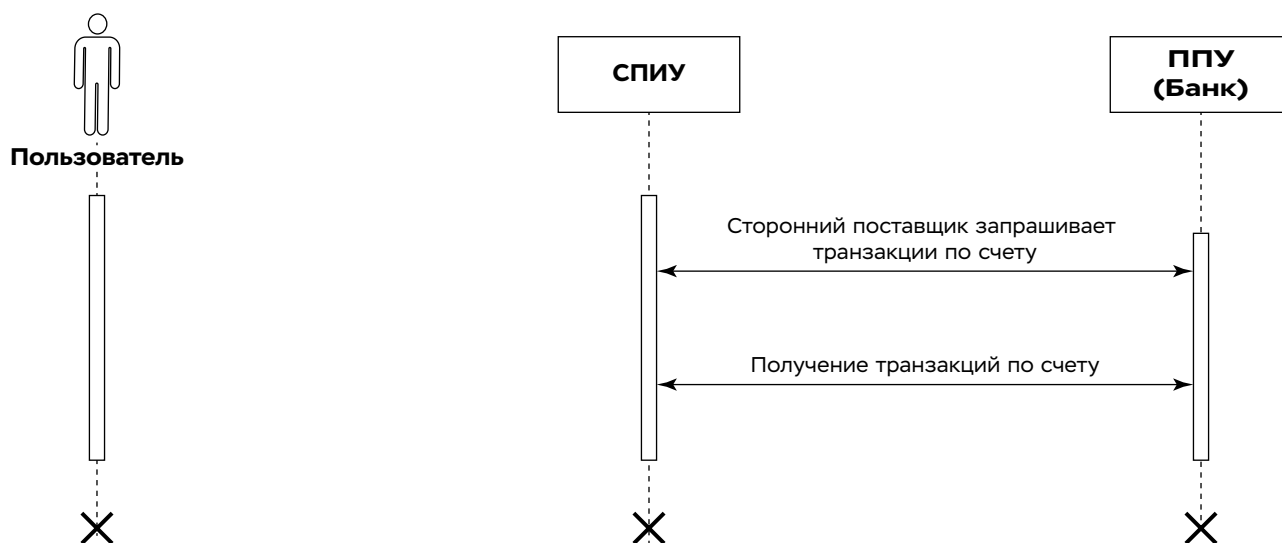 СПИУ
ППУ
(Банк)
Пользователь
Сторонний поставщик запрашивает
транзакции по счету
Получение транзакций по счету